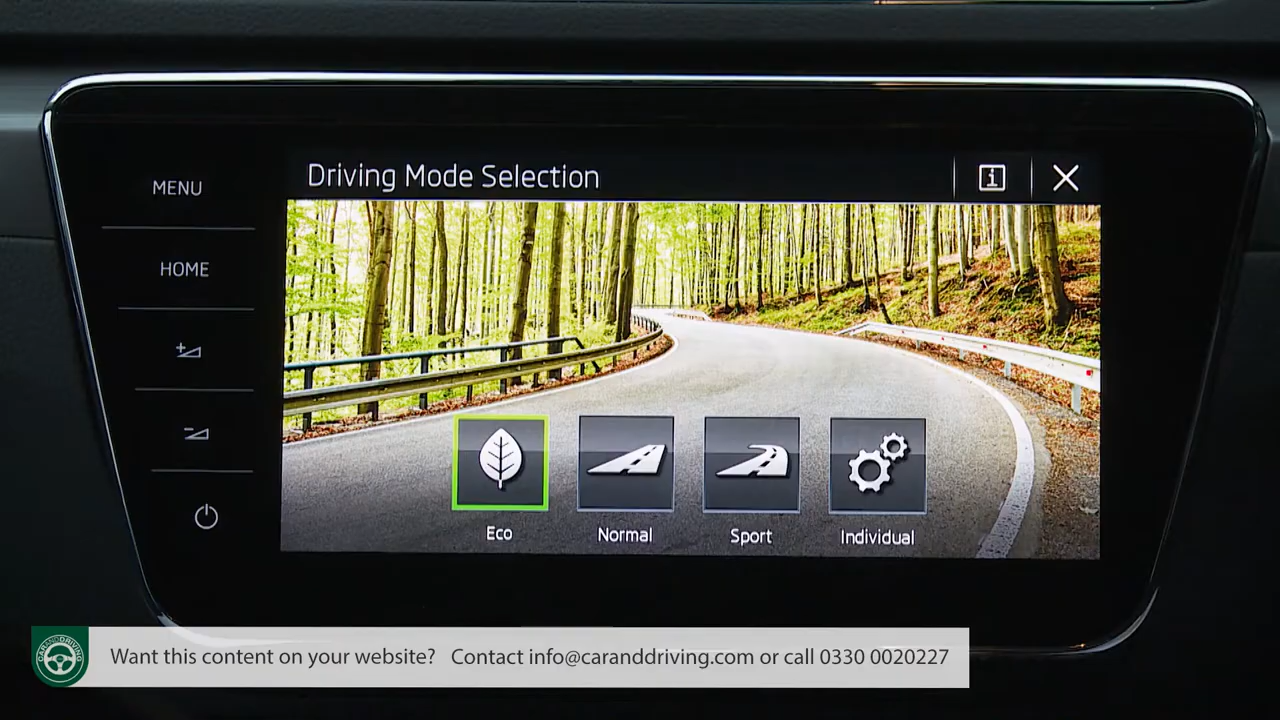 Driving Mode Selection
MENU
HOME
Eco
Normal
Sport
Individual
CARANDDRIVING
Want this content on your website? Contact info@caranddriving.com or call 0330 0020227